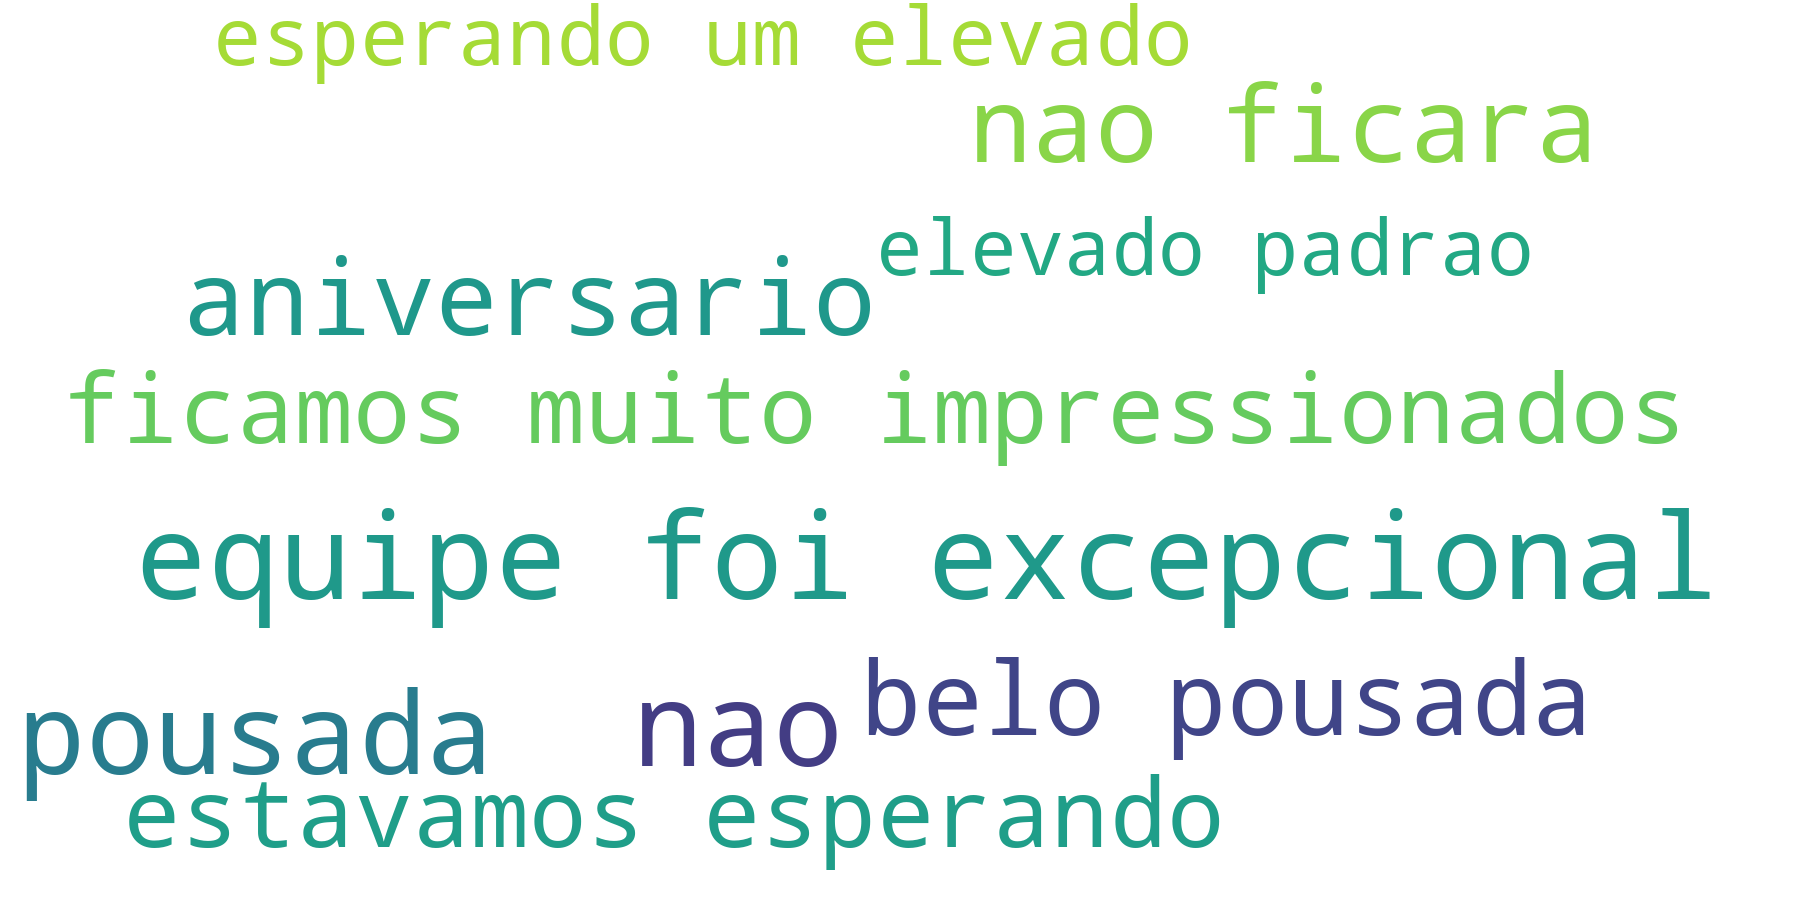 esperando um elevado
nao ficara
elevado padrao
aniversario
ficamos muito impressionados
equipe foi excepcional
belo pousada
pousada
nao
estavamos esperando